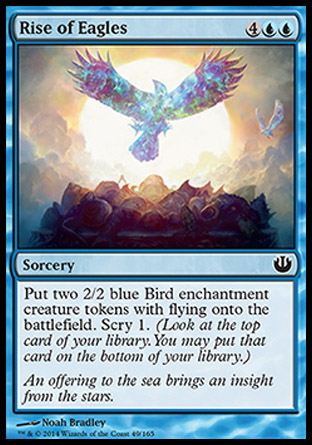 Rise of Eagles 4
Sorcery
Put two 2/2 blue Bird enchantment
creature tokens with flying onto the
battlefield. Scry 1. (Look at the top
card of your library. You may put that
card on the bottom of your library.)
An offering to the sea brings an insight
from the stars.
Noah Bradley
™ & © 2014 Wizards of the Coast 49/165